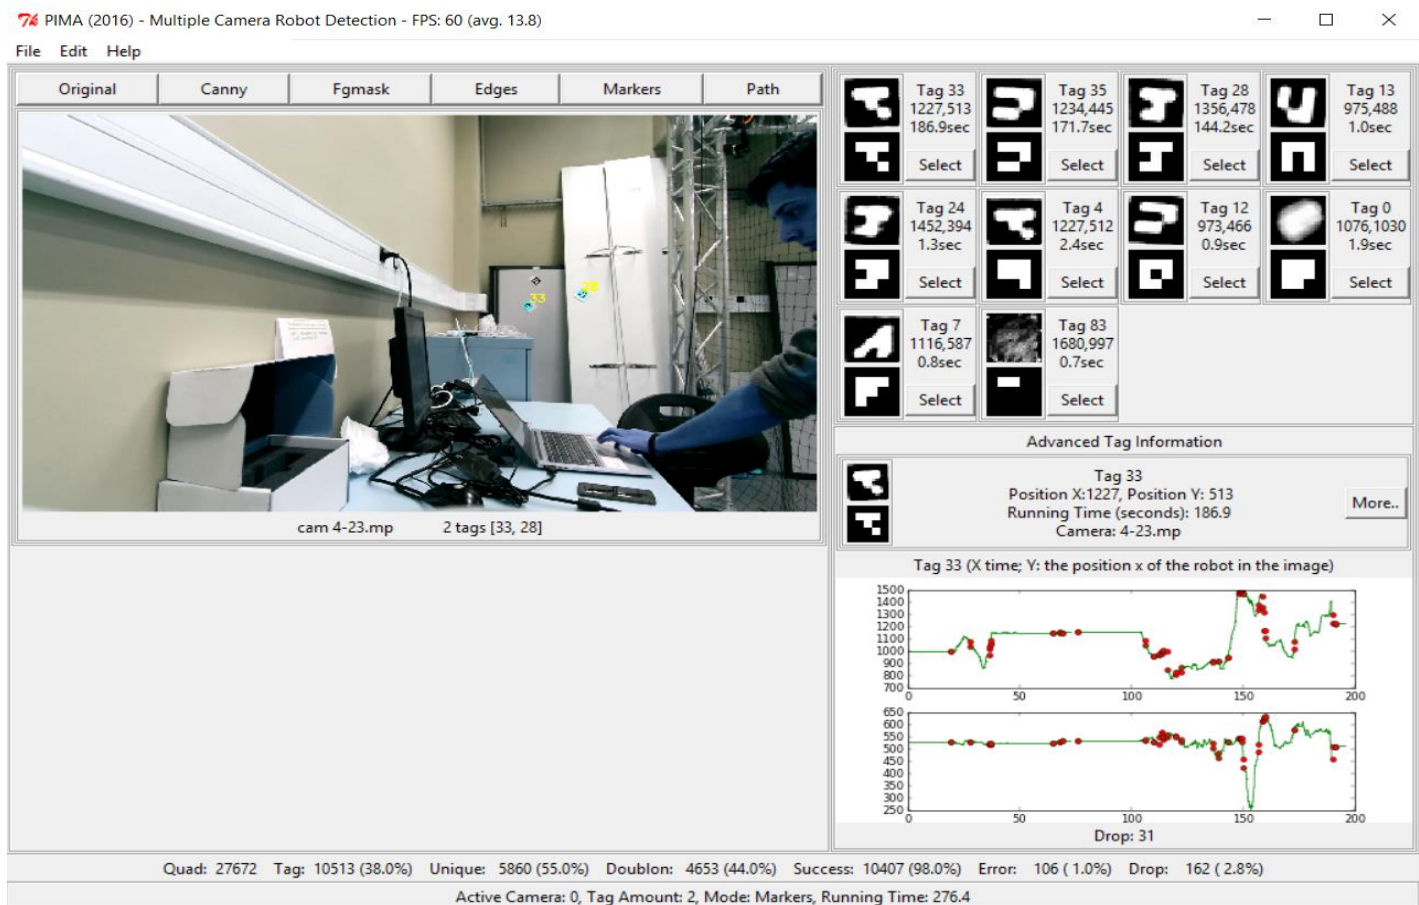 PIMA (2016) - Multiple Camera Robot Detection - FPS: 60 (avg. 13.8)
File Edit Help
Original Canny Fgmask Edges Markers Path
33
cam 4-23.mp 2 tags [33, 28]
Tag 33
1227,513
186.9sec
Select
Tag 35
1234,445
171.7sec
Select
Tag 28
1356,478
144.2sec
Select
Tag 13
975,488
1.0sec
Select
Tag 24
1452,394
1.3sec
Select
Tag 4
1227,512
2.4sec
Select
Tag 12
973,466
0.9sec
Select
Tag 0
1076,1030
1.9sec
Select
Tag 7
1116,587
0.8sec
Select
Tag 83
1680,997
0.7sec
Select
Advanced Tag Information
Tag 33
Position X:1227, Position Y: 513
Running Time (seconds): 186.9
Camera: 4-23.mp
More..
Tag 33 (X time; Y: the position x of the robot in the image)
1500
1400
1300
1200
1100
1000
900
800
700
0 50 100 150 200
650
600
550
500
450
400
350
300
250
0 50 100 150 200
Drop: 31
Quad: 27672 Tag: 10513 (38.0%) Unique: 5860 (55.0%) Doublon: 4653 (44.0%) Success: 10407 (98.0%) Error: 106 ( 1.0%) Drop: 162 ( 2.8%)
Active Camera: 0, Tag Amount: 2, Mode: Markers, Running Time: 276.4